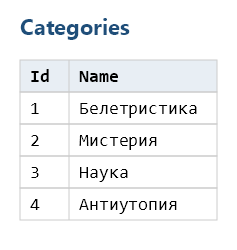 Categories
Id Name
1 Белетристика
2 Мистерия
3 Наука
4 Антиутопия